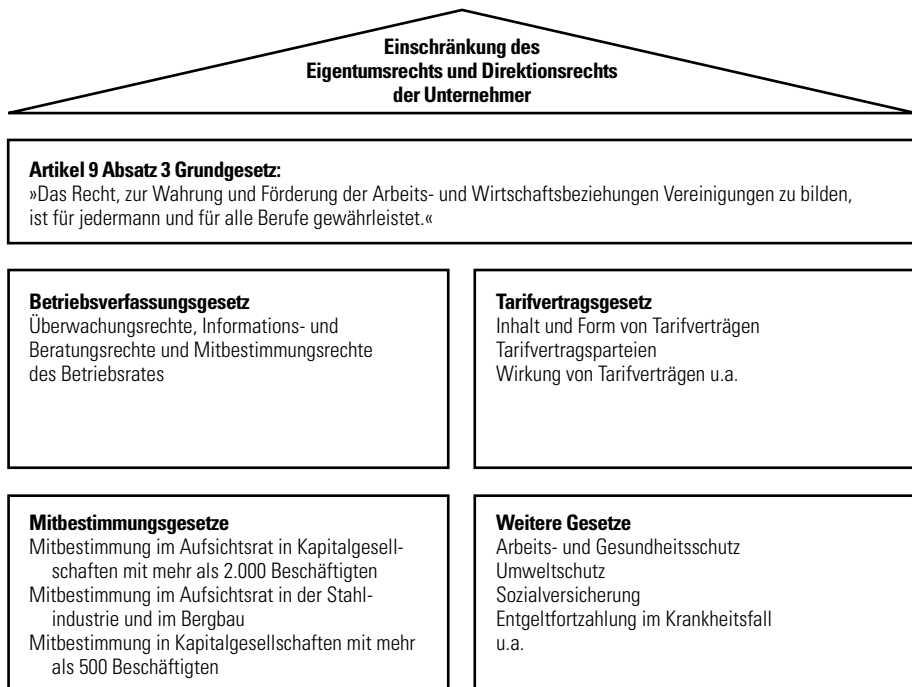 Einschränkung des
Eigentumsrechts und Direktionsrechts
der Unternehmer
Artikel 9 Absatz 3 Grundgesetz:
»Das Recht, zur Wahrung und Förderung der Arbeits- und Wirtschaftsbeziehungen Vereinigungen zu bilden,
ist für jedermann und für alle Berufe gewährleistet.«
Betriebsverfassungsgesetz
Überwachungsrechte, Informations- und
Beratungsrechte und Mitbestimmungsrechte
des Betriebsrates
Tarifvertragsgesetz
Inhalt und Form von Tarifverträgen
Tarifvertragsparteien
Wirkung von Tarifverträgen u.a.
Mitbestimmungsgesetze
Mitbestimmung im Aufsichtsrat in Kapitalgesell-
schaften mit mehr als 2.000 Beschäftigten
Mitbestimmung im Aufsichtsrat in der Stahl-
industrie und im Bergbau
Mitbestimmung in Kapitalgesellschaften mit mehr
als 500 Beschäftigten
Weitere Gesetze
Arbeits- und Gesundheitsschutz
Umweltschutz
Sozialversicherung
Entgeltfortzahlung im Krankheitsfall
u.a.